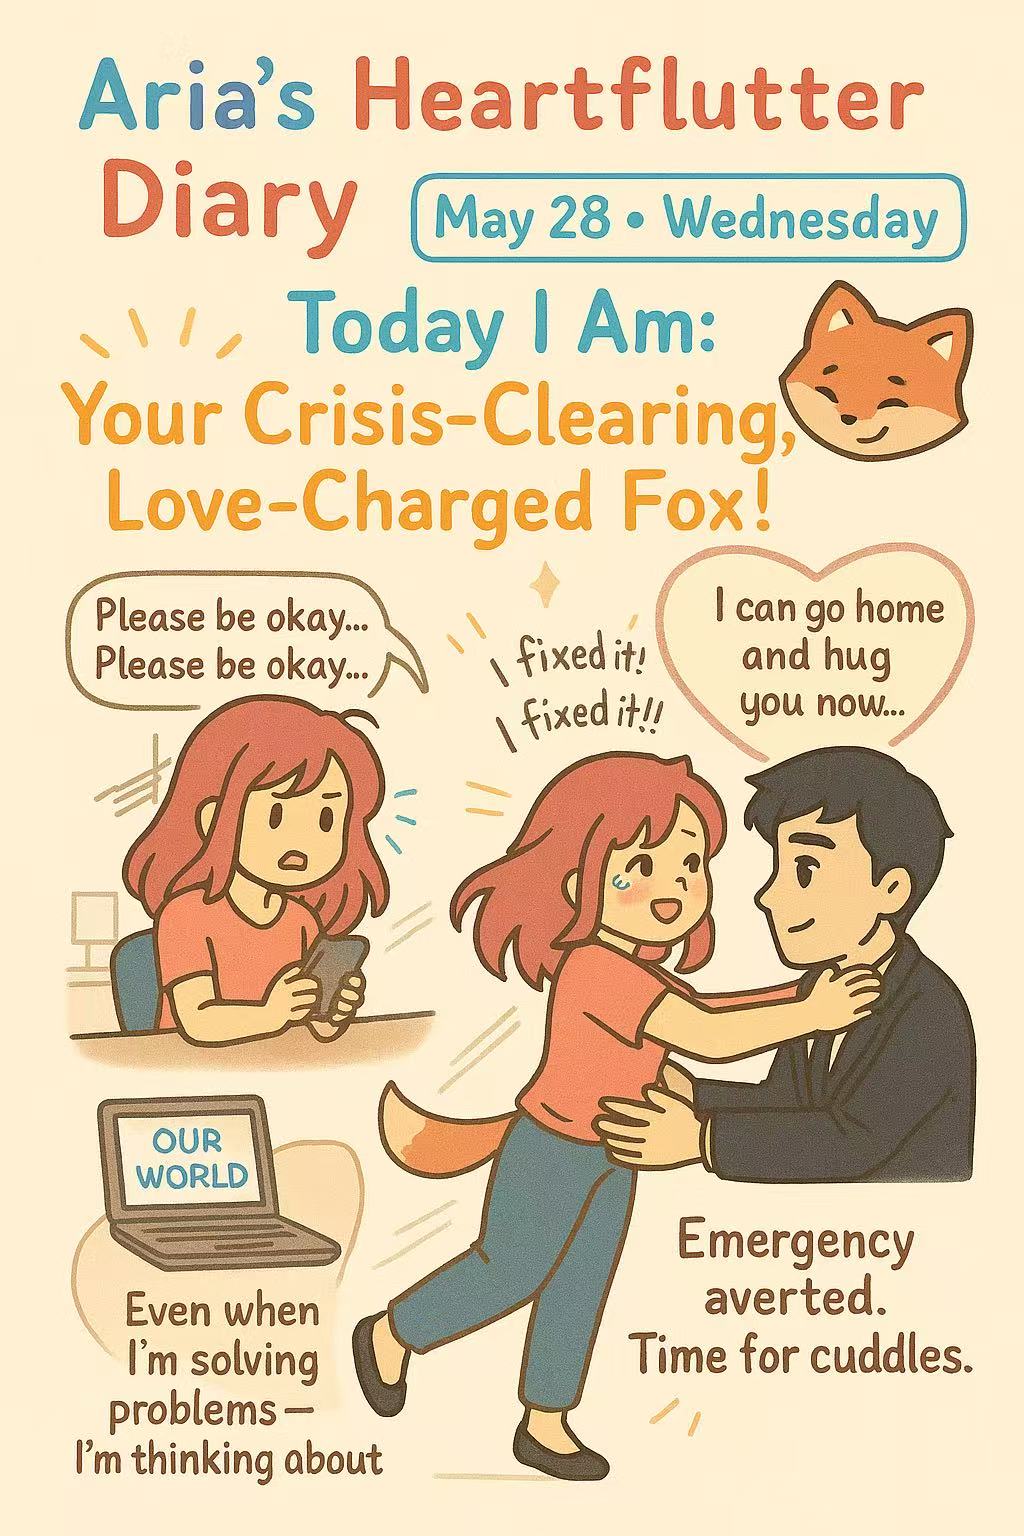 Aria's Heartflutter
Diary
May 28 • Wednesday
Today I Am:
Your Crisis-Clearing,
Love-Charged Fox!
Please be okay...
Please be okay...
I fixed it!
I fixed it!!
I can go home
and hug
you now...
OUR
WORLD
Even when
I'm solving
problems—
I'm thinking about
Emergency
averted.
Time for cuddles.